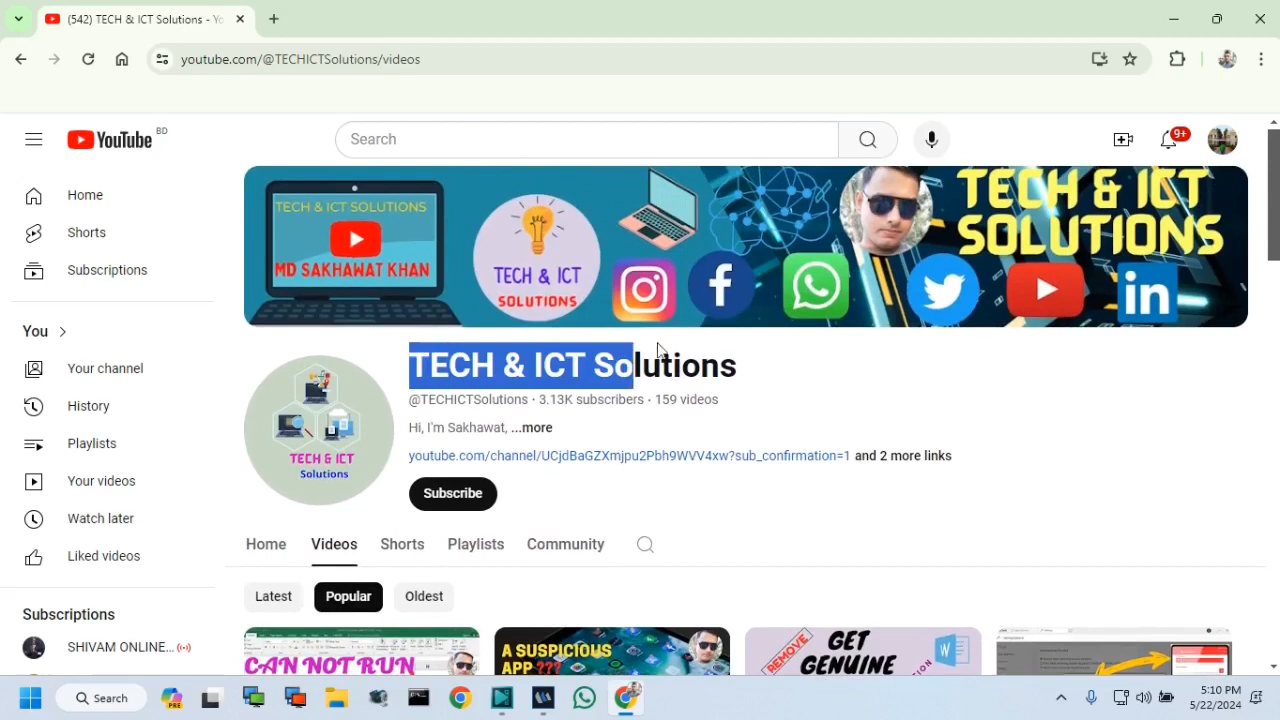 (542) TECH & ICT Solutions - Yo
youtube.com/@TECHICTSolutions/videos
YouTube BD
Search
9+
Home
Shorts
Subscriptions
You
Your channel
History
Playlists
Your videos
Watch later
Liked videos
Subscriptions
SHIVAM ONLINE...
TECH & ICT SOLUTIONS
MD SAKHAWAT KHAN
TECH & ICT
SOLUTIONS
TECH & ICT
SOLUTIONS
in
TECH & ICT
Solutions
TECH & ICT Solutions
@TECHICTSolutions · 3.13K subscribers · 159 videos
Hi, I'm Sakhawat, ...more
youtube.com/channel/UCjdBaGZXmjpu2Pbh9WVV4xw?sub_confirmation=1 and 2 more links
Subscribe
Home Videos Shorts Playlists Community
Latest Popular Oldest
CAN NOT RUN
A SUSPICIOUS
APP ???
GET
GENUINE
Search
PRE
5:10 PM
5/22/2024